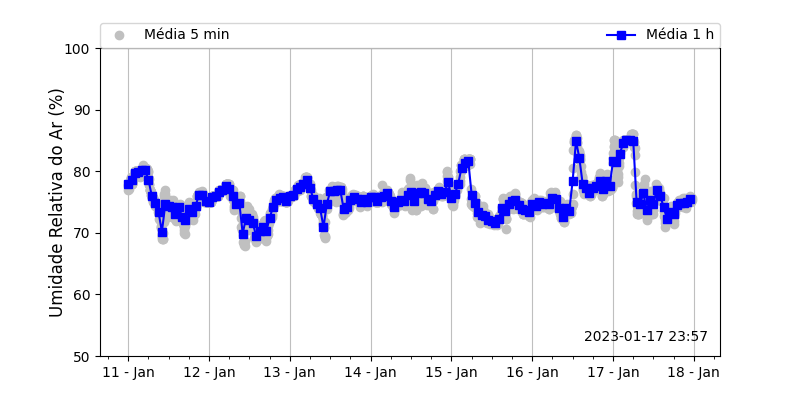 Média 5 min Média 1 h
Umidade Relativa do Ar (%)
100
90
80
70
60
50
2023-01-17 23:57
11 - Jan 12 - Jan 13 - Jan 14 - Jan 15 - Jan 16 - Jan 17 - Jan 18 - Jan